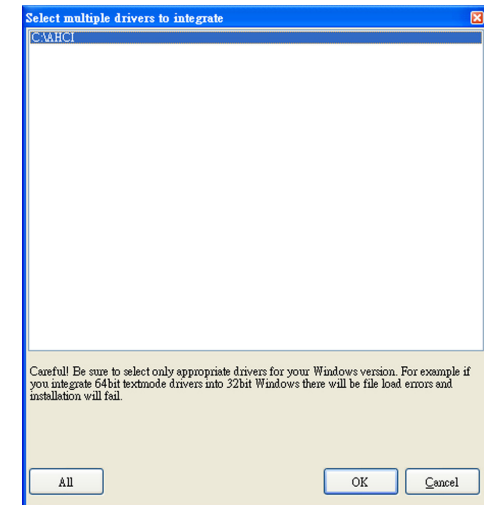 Select multiple drivers to integrate
C:\AHCI
Careful! Be sure to select only appropriate drivers for your Windows version. For example if
you integrate 64bit textmode drivers into 32bit Windows there will be file load errors and
installation will fail.
All
OK
Cancel